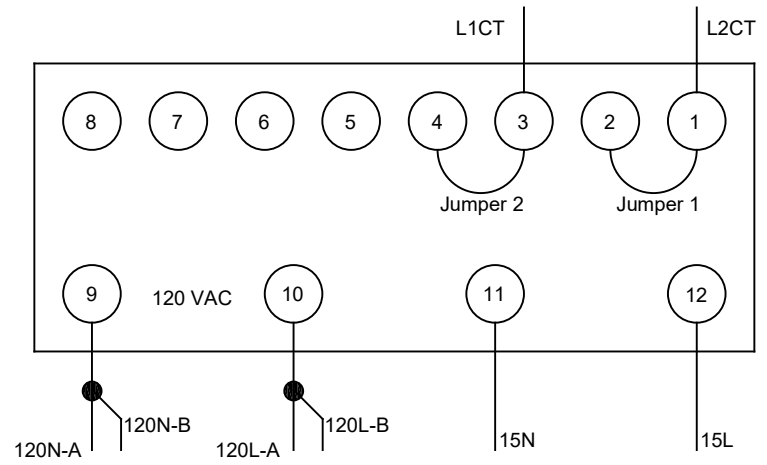 L1CT
L2CT
8 7 6 5 4 3 2 1
Jumper 2
Jumper 1
9
120 VAC
10
11
12
120N-B
120L-B
120N-A
120L-A
15N
15L